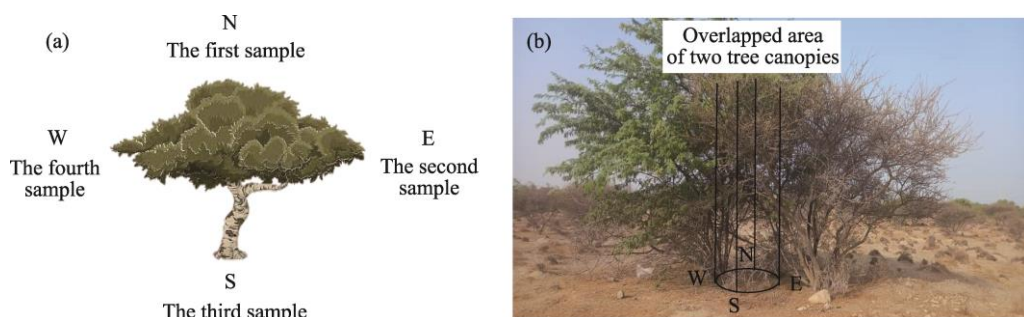 (a)
N
The first sample
W
The fourth
sample
E
The second
sample
S
The third sample
(b)
Overlapped area
of two tree canopies
N
W
E
S